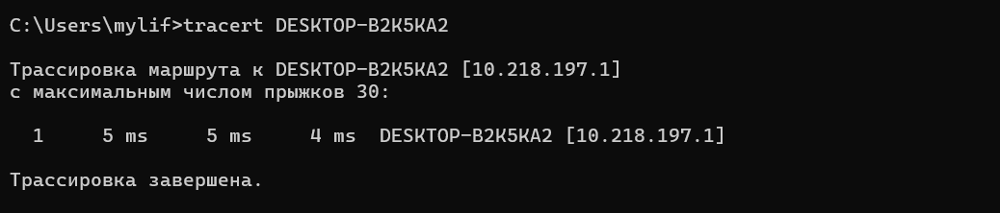 C:\Users\mylif>tracert DESKTOP-B2K5KA2
Трассировка маршрута к DESKTOP-B2K5KA2 [10.218.197.1]
с максимальным числом прыжков 30:
1 5 ms 5 ms 4 ms DESKTOP-B2K5KA2 [10.218.197.1]
Трассировка завершена.